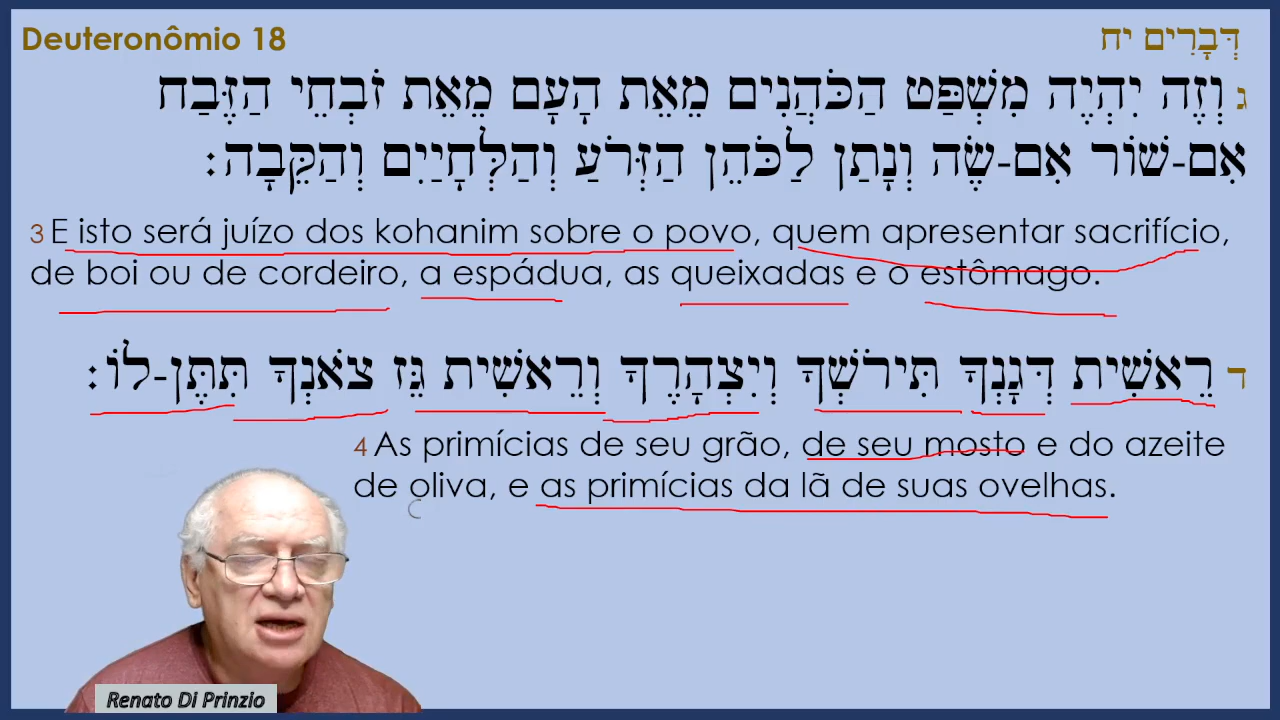 Deuteronômio 18
דְּבָרִים יח
ג וְזֶה יִהְיֶה מִשְׁפַּט הַכֹּהֲנִים מֵאֵת הָעָם מֵאֵת זֹבְחֵי הַזֶּבַח
אִם-שׁוֹר אִם-שֶׂה וְנָתַן לַכֹּהֵן הַזְּרֹעַ וְהַלְּחָיַיִם וְהַקֵּבָה׃
3 E isto será juízo dos kohanim sobre o povo, quem apresentar sacrifício,
de boi ou de cordeiro, a espádua, as queixadas e o estômago.
ד רֵאשִׁית דְּגָנְךָ תִּירֹשְׁךָ וְיִצְהָרֶךָ וְרֵאשִׁית גֵּז צֹאנְךָ תִּתֶּן-לוֹ׃
4 As primícias de seu grão, de seu mosto e do azeite
de oliva, e as primícias da lã de suas ovelhas.
Renato Di Prinzio